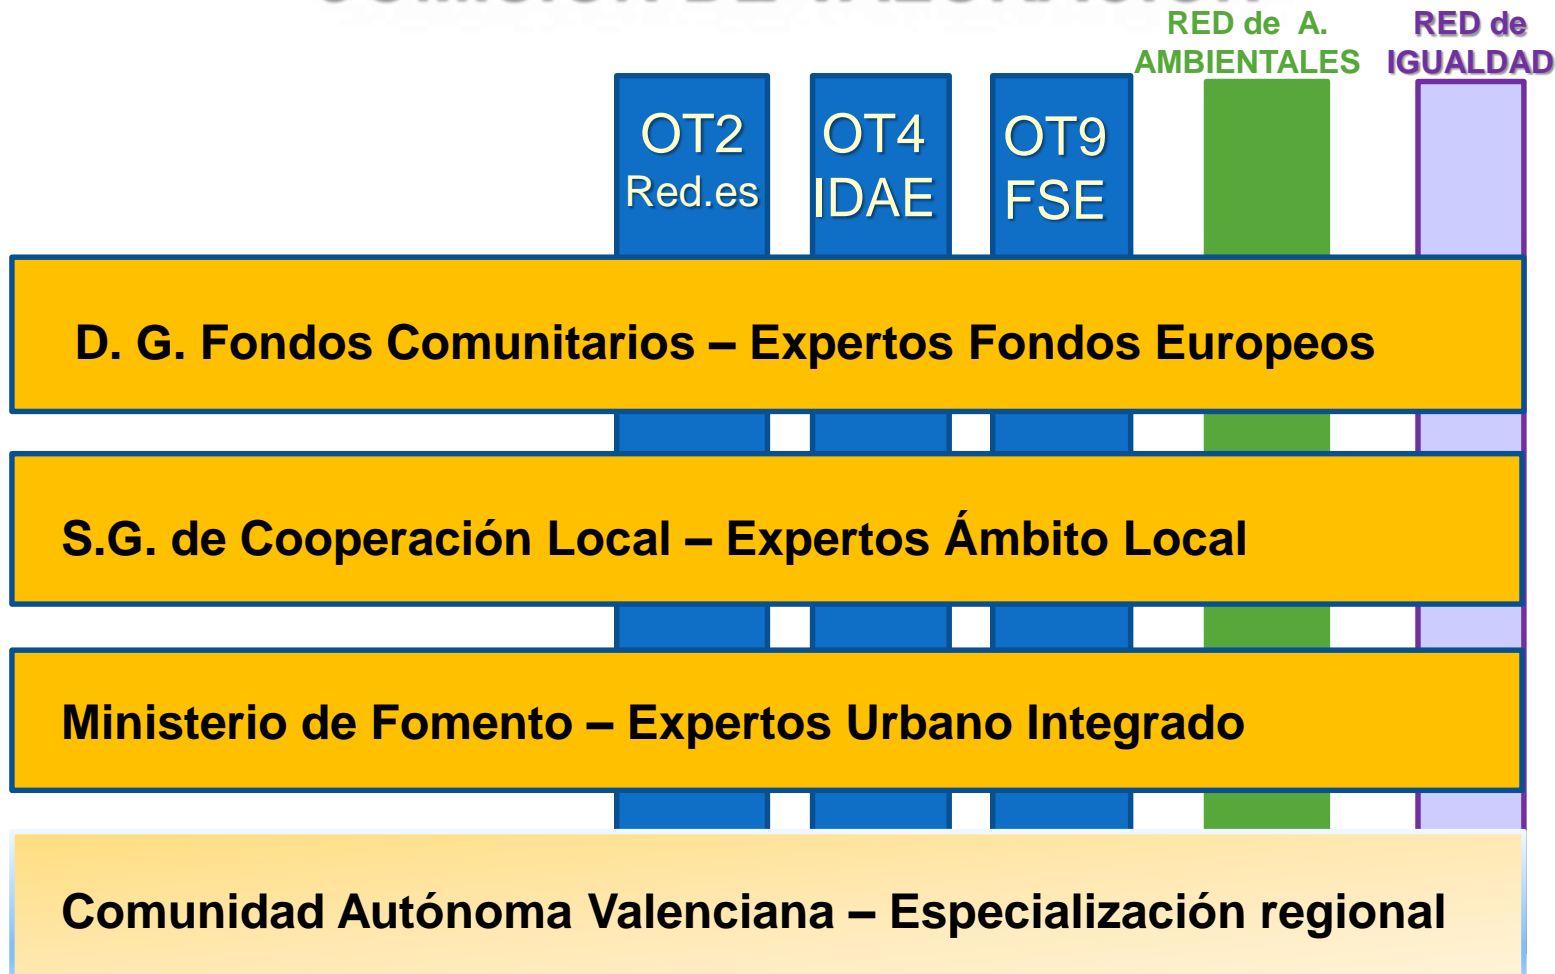 RED de A.
AMBIENTALES
RED de
IGUALDAD
OT2
Red.es
OT4
IDAE
OT9
FSE
D. G. Fondos Comunitarios – Expertos Fondos Europeos
S.G. de Cooperación Local – Expertos Ámbito Local
Ministerio de Fomento – Expertos Urbano Integrado
Comunidad Autónoma Valenciana – Especialización regional